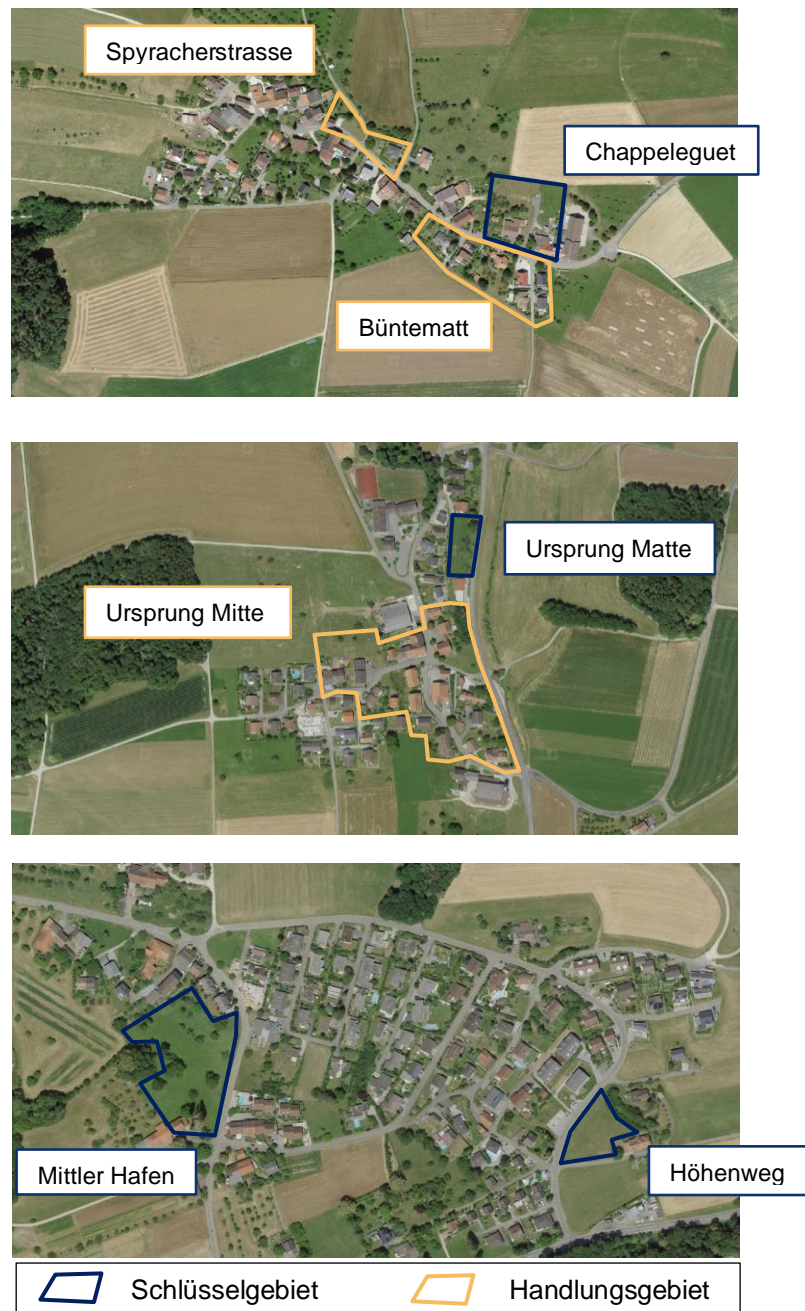 Spyracherstrasse
Chappeleguet
Büntematt
Ursprung Matte
Ursprung Mitte
Mittler Hafen
Höhenweg
Schlüsselgebiet Handlungsgebiet